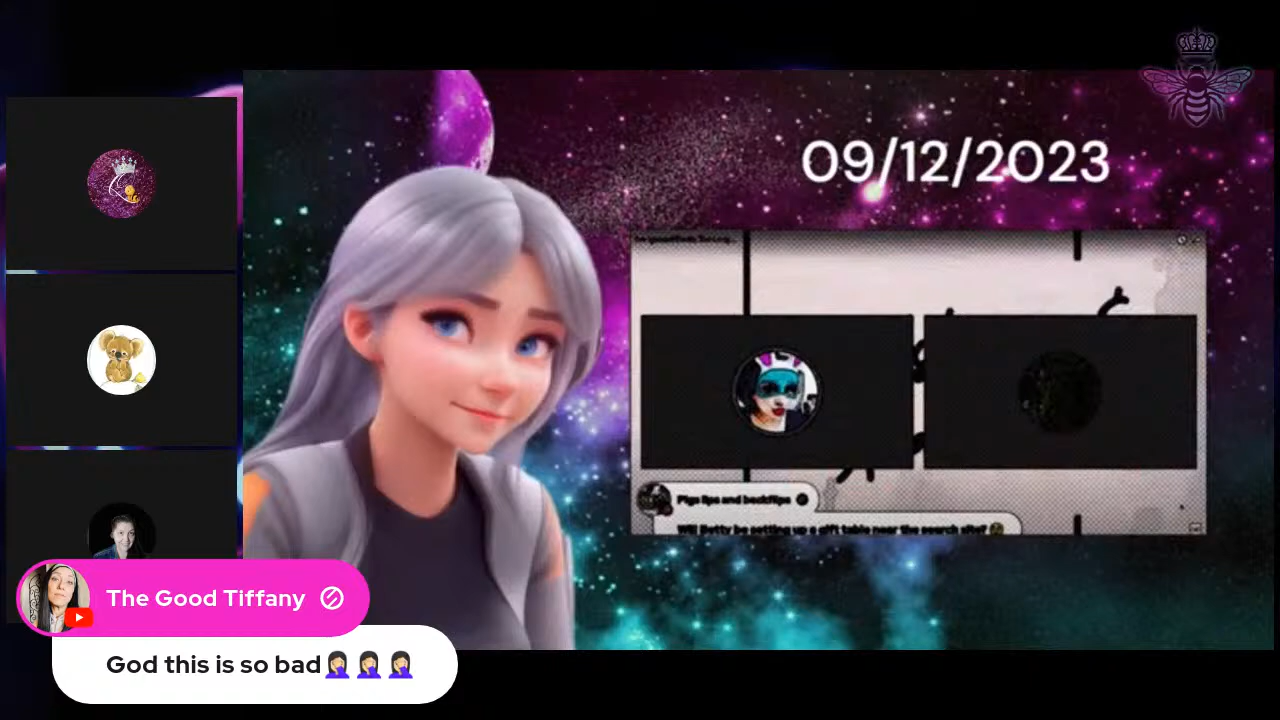 09/12/2023
Pigs lips and backflips
Will Betty be setting up a gift table near the search site?
The Good Tiffany
God this is so bad🤦🏻‍♀️🤦🏻‍♀️🤦🏻‍♀️